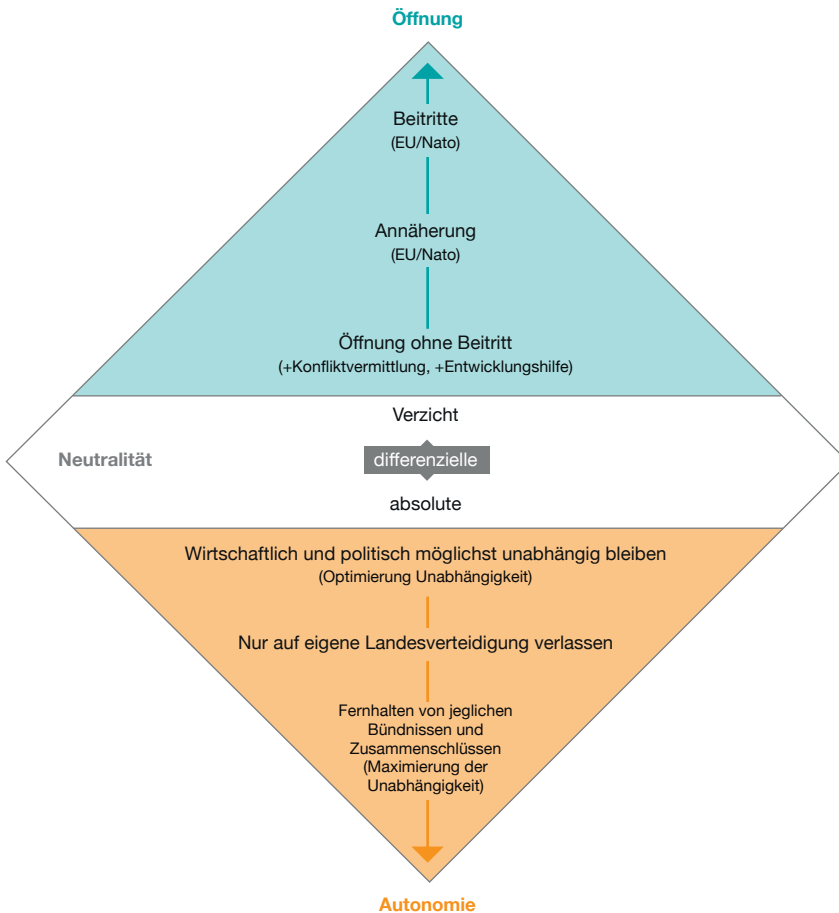 Öffnung
Beitritte
(EU/Nato)
Annäherung
(EU/Nato)
Öffnung ohne Beitritt
(+Konfliktvermittlung, +Entwicklungshilfe)
Verzicht
Neutralität
differenzielle
absolute
Wirtschaftlich und politisch möglichst unabhängig bleiben
(Optimierung Unabhängigkeit)
Nur auf eigene Landesverteidigung verlassen
Fernhalten von jeglichen
Bündnissen und
Zusammenschlüssen
(Maximierung der
Unabhängigkeit)
Autonomie